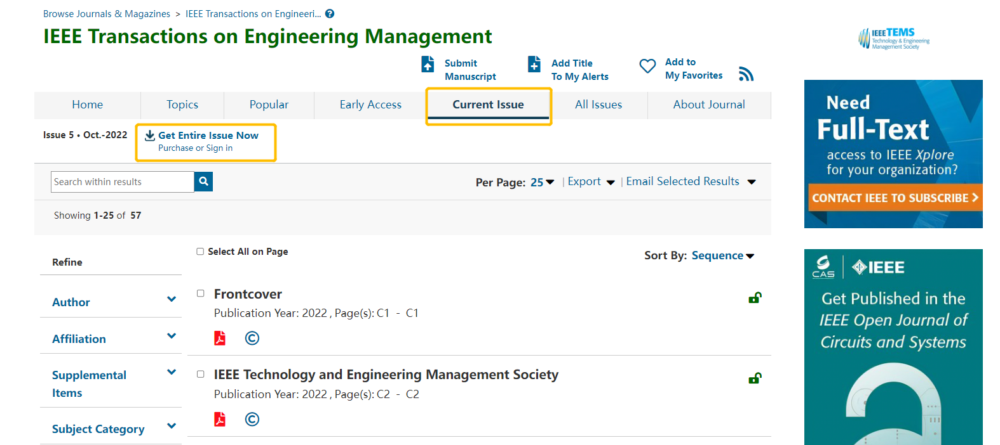 Browse Journals & Magazines > IEEE Transactions on Engineeri... ?
IEEE Transactions on Engineering Management
IEEE TEMS
Technology & Engineering
Management Society
Submit
Manuscript
Add Title
To My Alerts
Add to
My Favorites
Home Topics Popular Early Access Current Issue All Issues About Journal
Issue 5 • Oct.-2022
Get Entire Issue Now
Purchase or Sign in
Search within results
Per Page: 25 | Export | Email Selected Results
Showing 1-25 of 57
Refine
Author
Affiliation
Supplemental
Items
Subject Category
Select All on Page
Sort By: Sequence
Frontcover
Publication Year: 2022 , Page(s): C1 - C1
©
IEEE Technology and Engineering Management Society
Publication Year: 2022 , Page(s): C2 - C2
©
Need
Full-Text
access to IEEE Xplore
for your organization?
CONTACT IEEE TO SUBSCRIBE >
CAS IEEE
Get Published in the
IEEE Open Journal of
Circuits and Systems